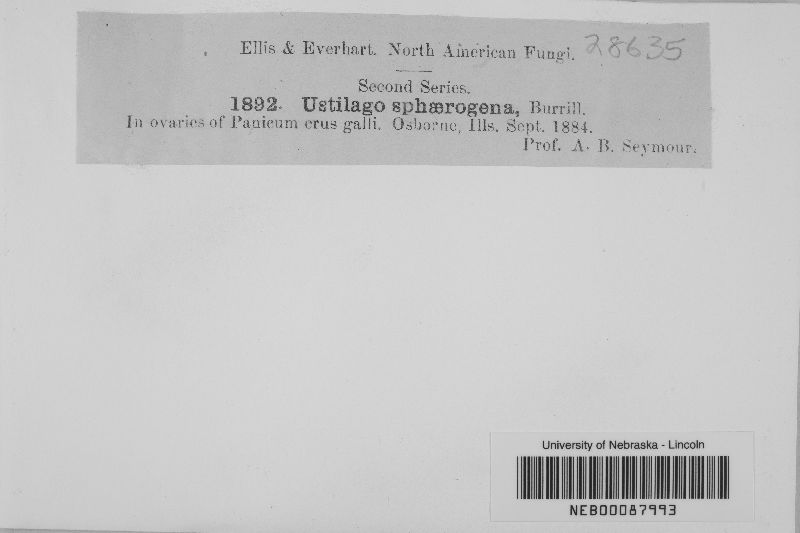 Ellis & Everhart. North American Fungi. 28635
Second Series.
1892. Ustilago sphærogena, Burrill.
In ovaries of Panicum crus galli. Osborne, Ills. Sept. 1884.
Prof. A. B. Seymour.
University of Nebraska - Lincoln
NEB00087993